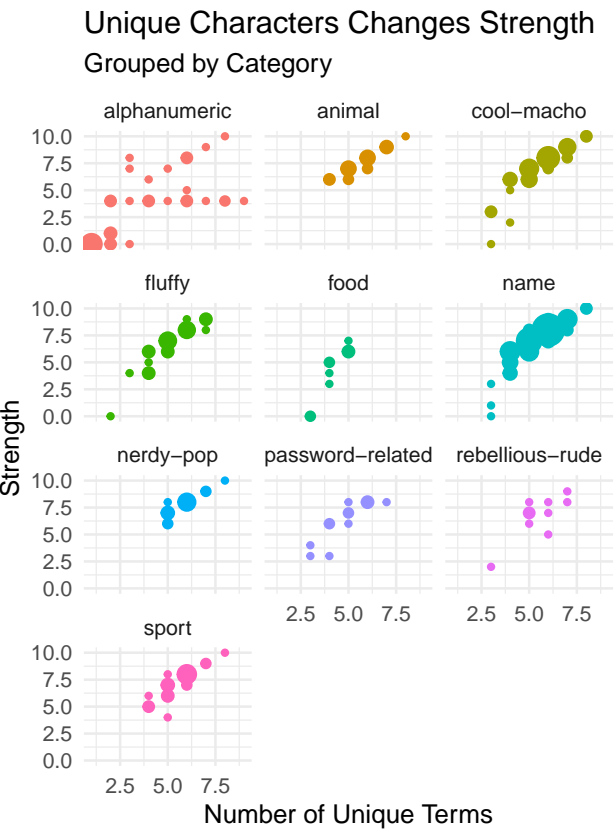 Unique Characters Changes Strength
Grouped by Category
alphanumeric animal cool−macho
10.0
7.5
5.0
2.5
0.0
fluffy food name
10.0
7.5
5.0
2.5
0.0
Strength
nerdy−pop password−related rebellious−rude
10.0
7.5
5.0
2.5
0.0
2.5 5.0 7.5 2.5 5.0 7.5
sport
10.0
7.5
5.0
2.5
0.0
2.5 5.0 7.5
Number of Unique Terms